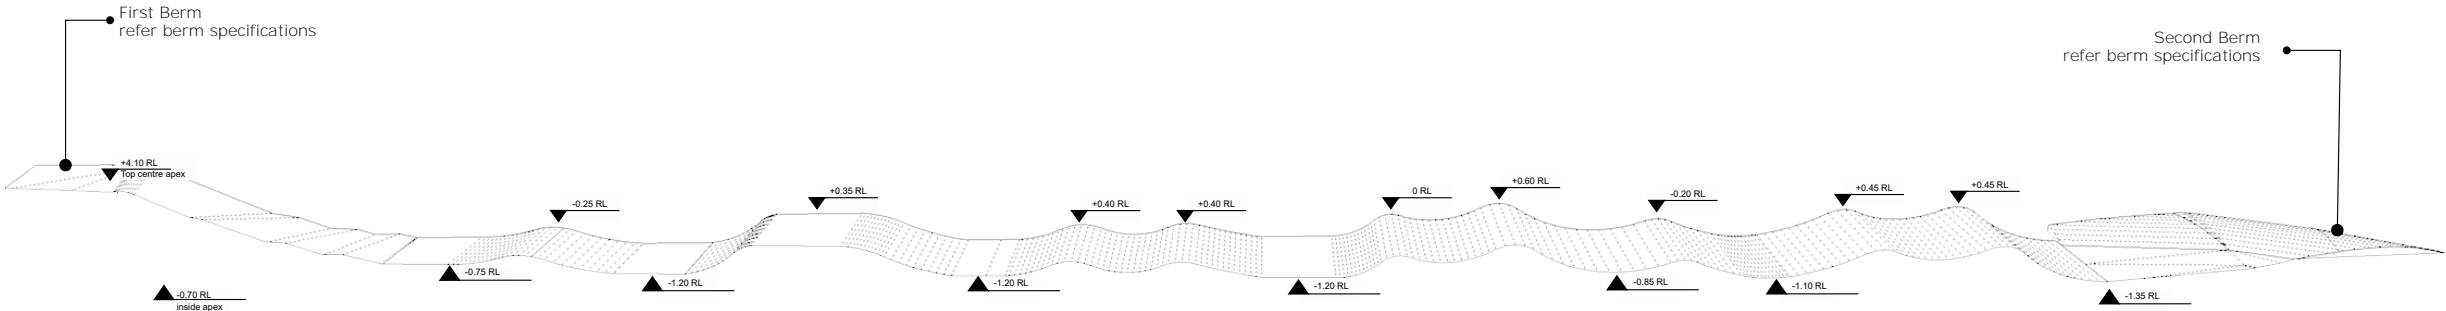 First Berm
refer berm specifications
Second Berm
refer berm specifications
+4.10 RL
Top centre apex
-0.70 RL
inside apex
-0.75 RL
-0.25 RL
-1.20 RL
+0.35 RL
-1.20 RL
+0.40 RL
+0.40 RL
-1.20 RL
0 RL
+0.60 RL
-0.85 RL
-0.20 RL
-1.10 RL
+0.45 RL
+0.45 RL
-1.35 RL